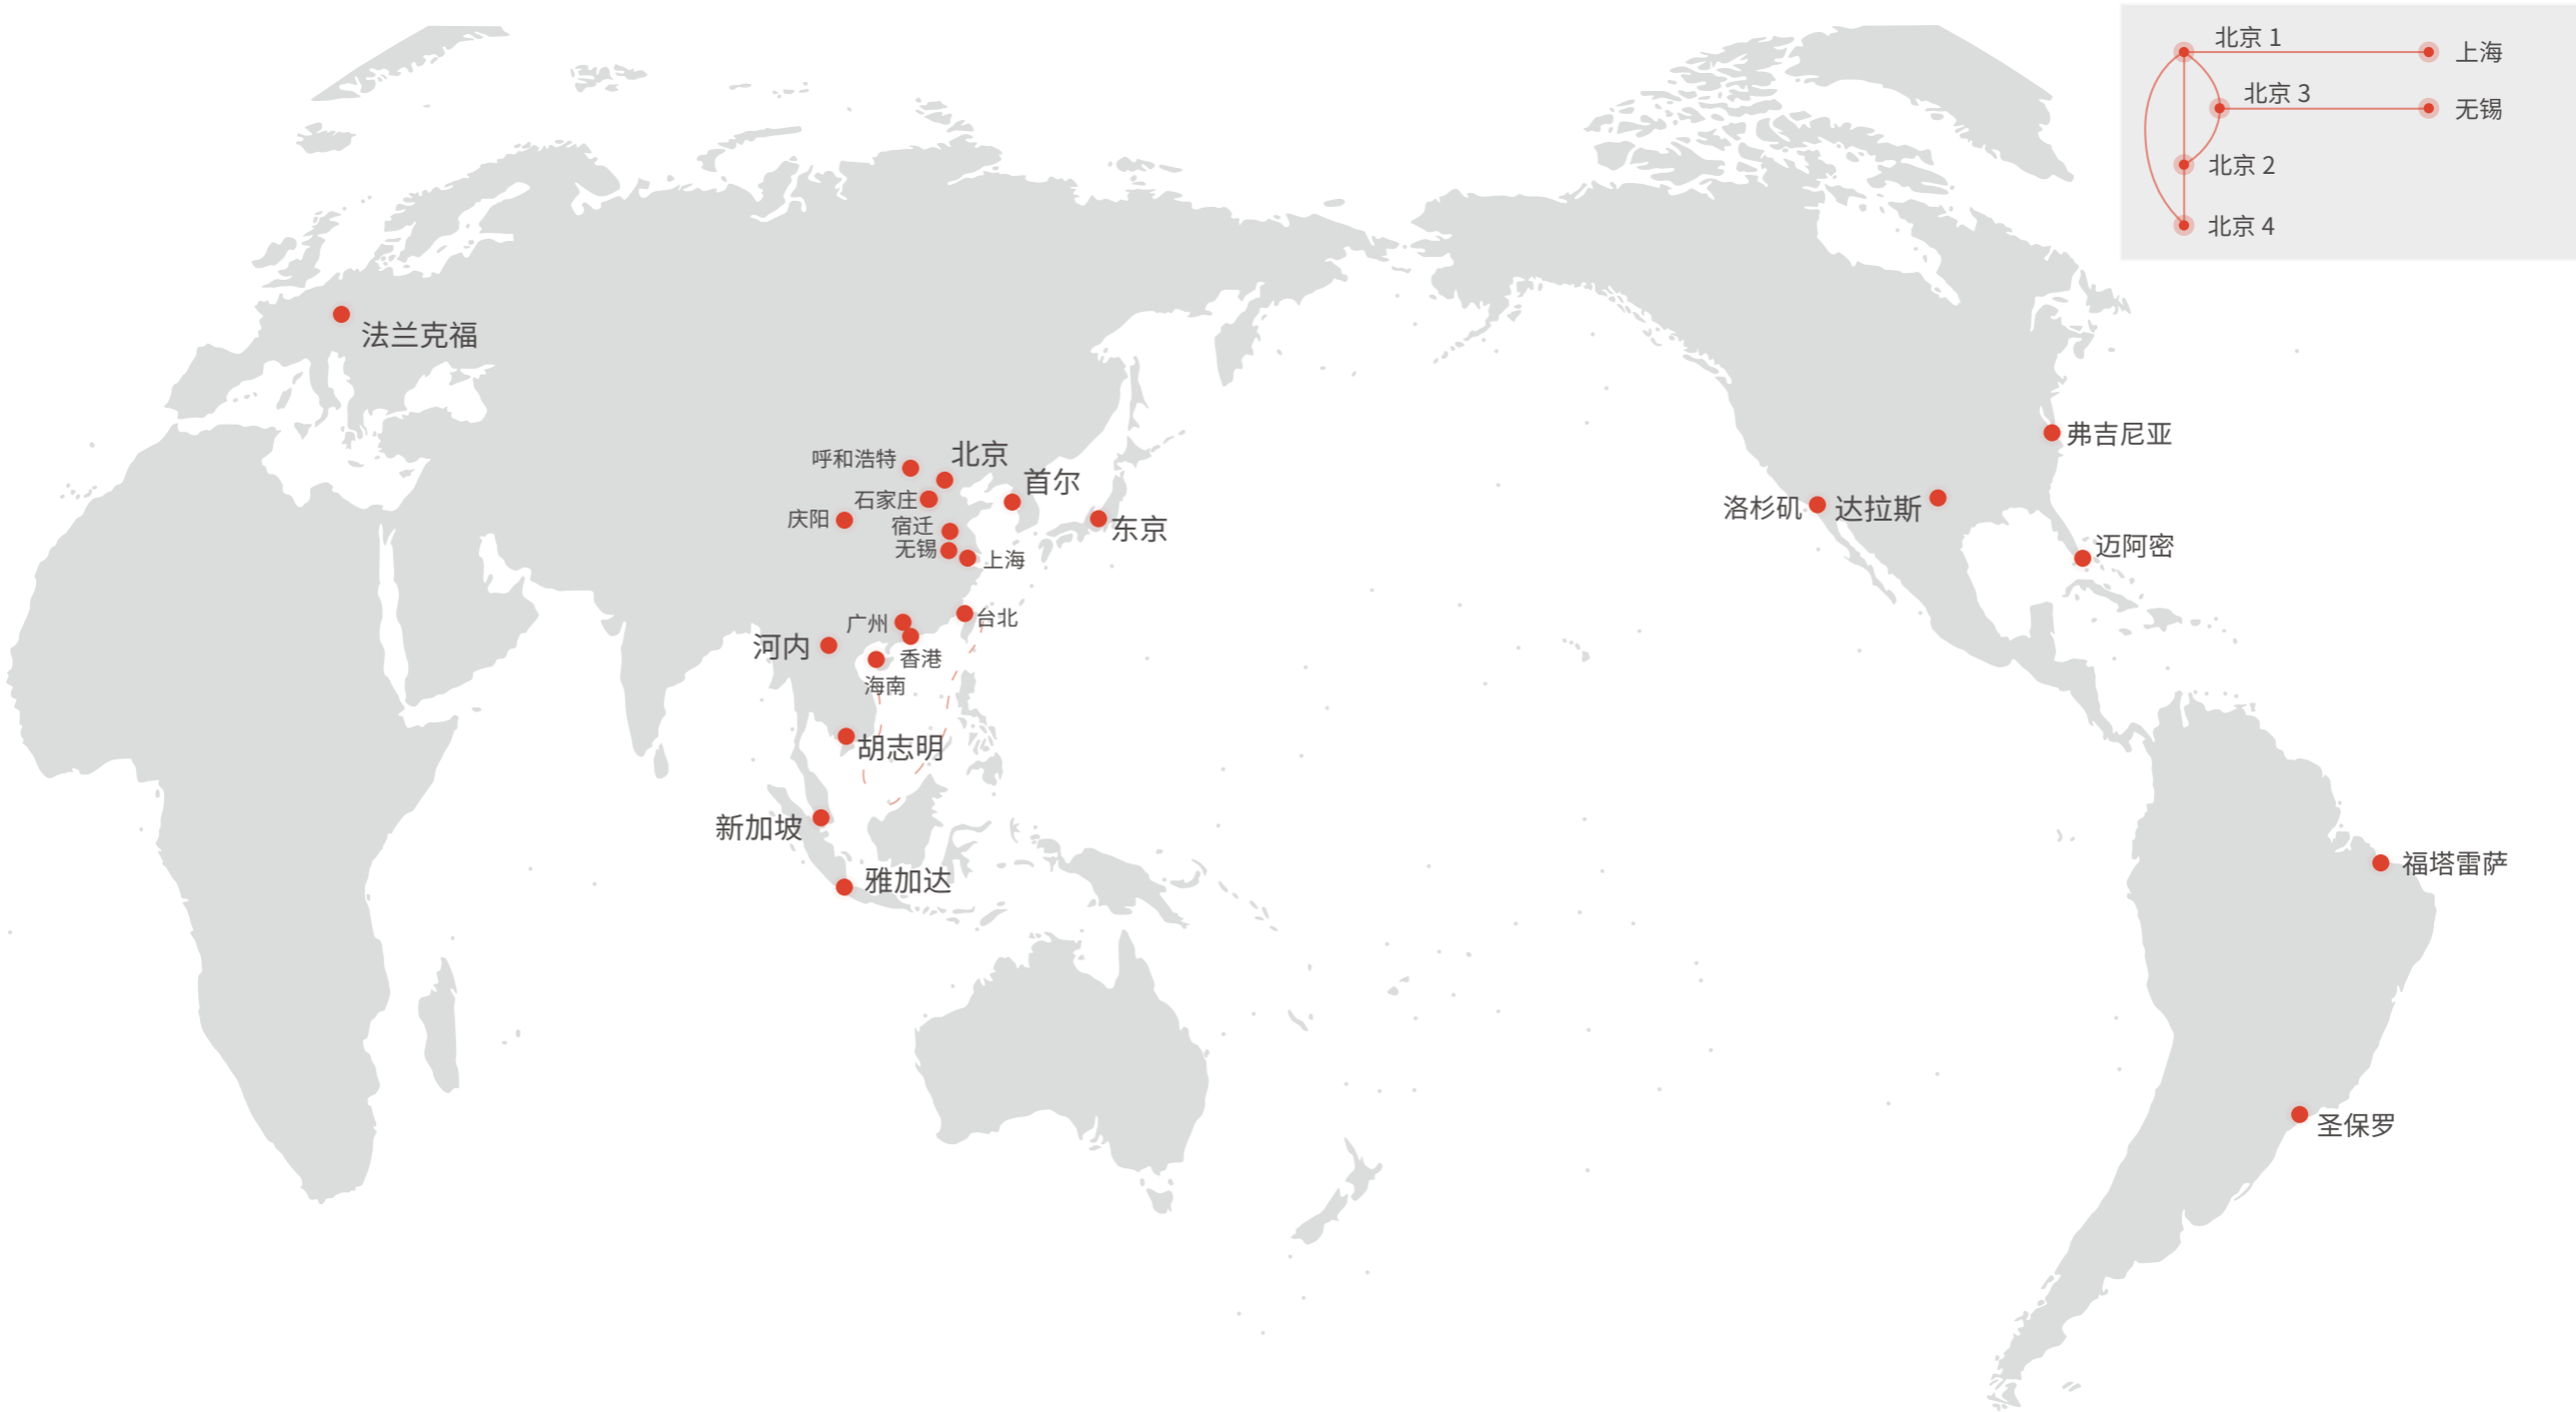 北京 1
上海
北京 3
无锡
北京 2
北京 4
法兰克福
呼和浩特
北京
首尔
石家庄
庆阳
宿迁
无锡
上海
东京
广州
台北
河内
香港
海南
胡志明
新加坡
雅加达
弗吉尼亚
洛杉矶
达拉斯
迈阿密
福塔雷萨
圣保罗